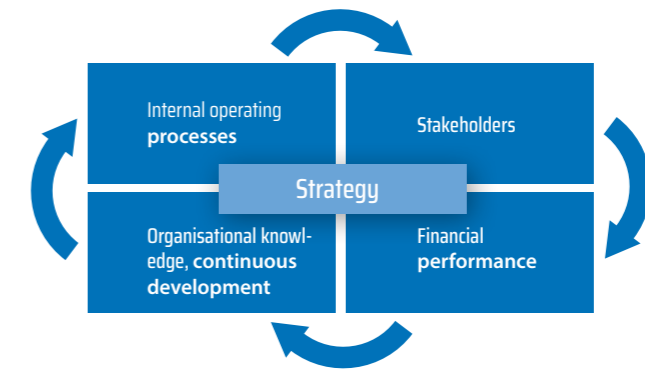 Internal operating
processes
Stakeholders
Strategy
Organisational knowl-
edge, continuous
development
Financial
performance